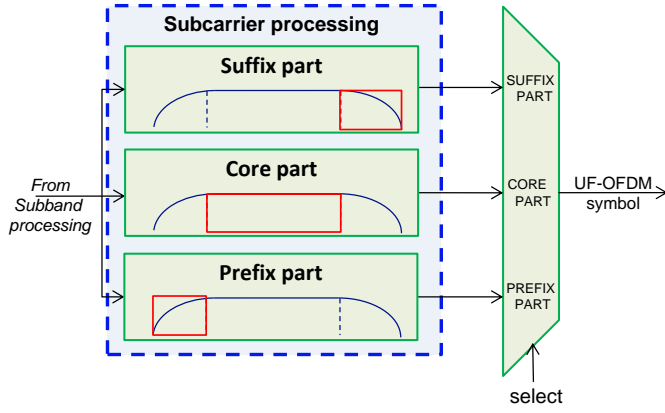 Subcarrier processing
Suffix part
Core part
Prefix part
From
Subband
processing
SUFFIX
PART
CORE
PART
PREFIX
PART
UF-OFDM
symbol
select